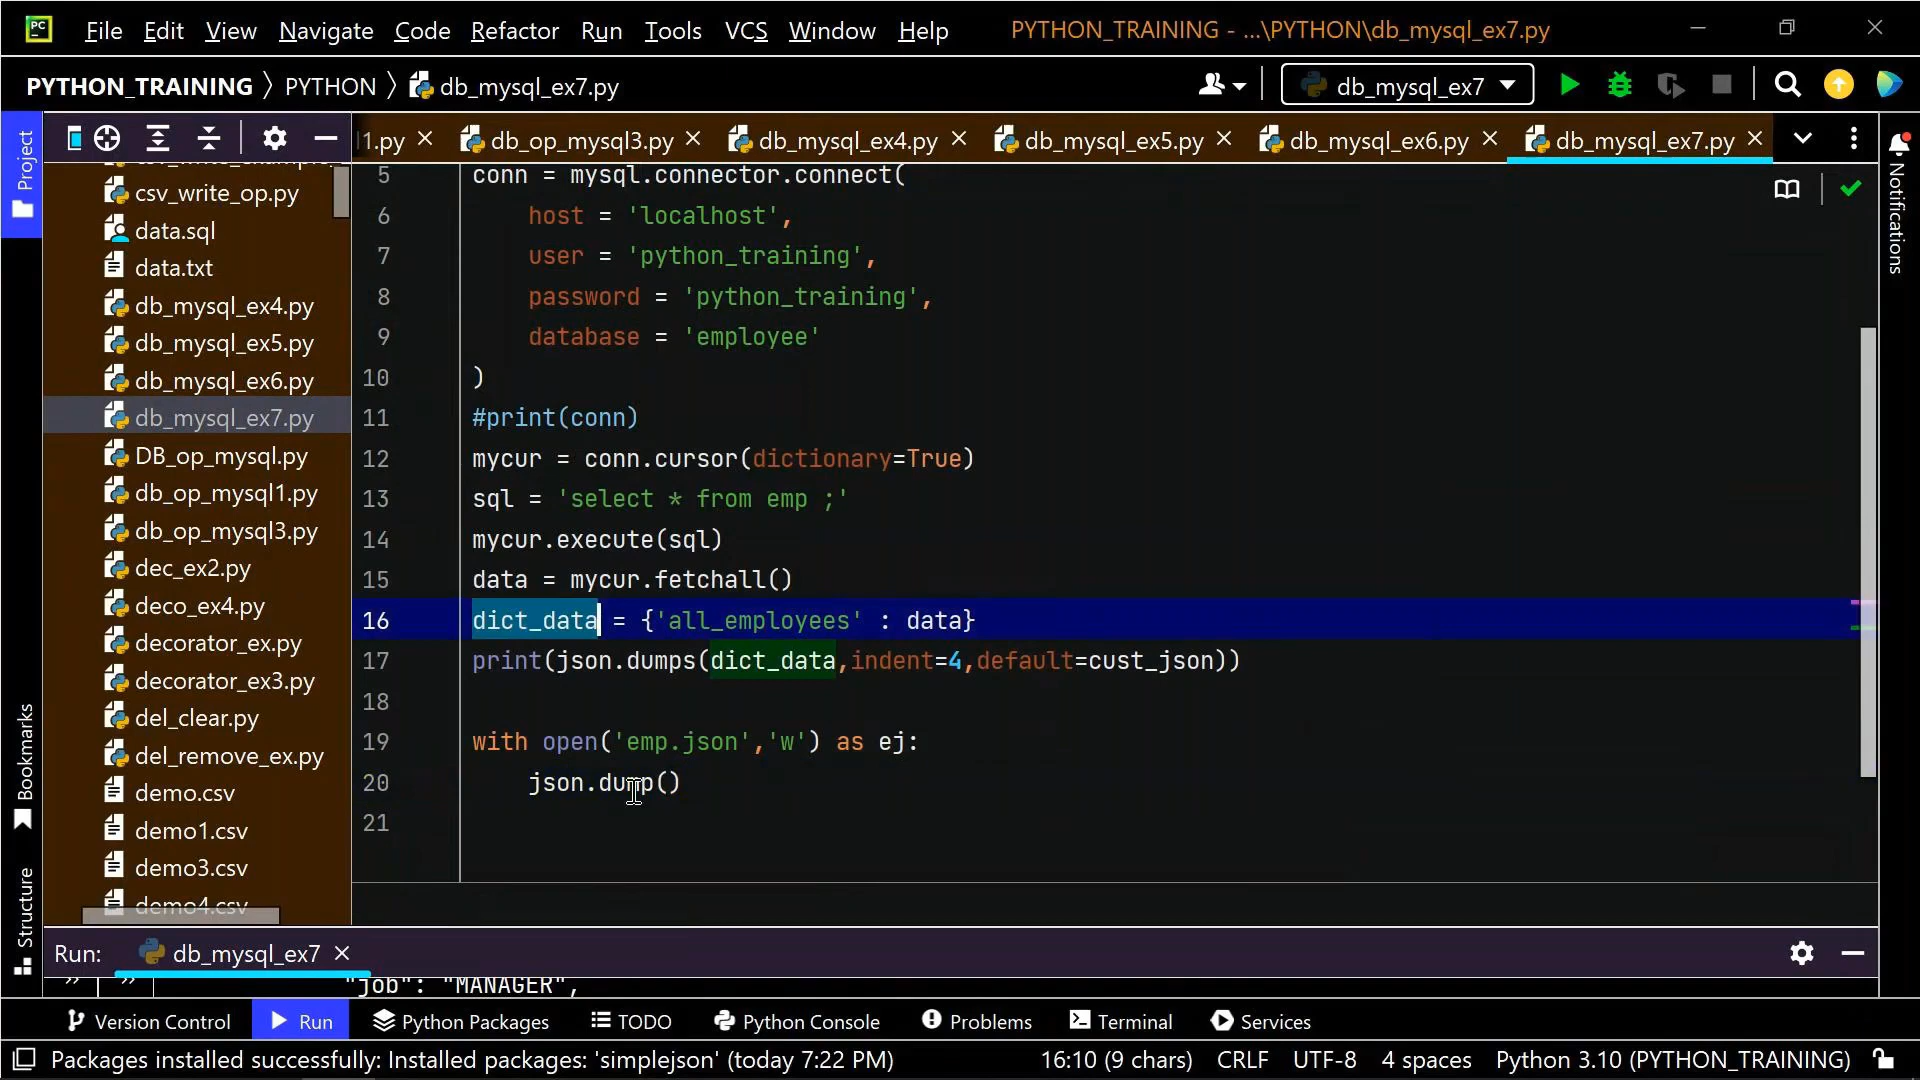 PC File Edit View Navigate Code Refactor Run Tools VCS Window Help PYTHON_TRAINING - ...\PYTHON\db_mysql_ex7.py
PYTHON_TRAINING PYTHON db_mysql_ex7.py db_mysql_ex7
Project
1.py db_op_mysql3.py db_mysql_ex4.py db_mysql_ex5.py db_mysql_ex6.py db_mysql_ex7.py
Notifications
csv_write_op.py
data.sql
data.txt
db_mysql_ex4.py
db_mysql_ex5.py
db_mysql_ex6.py
db_mysql_ex7.py
DB_op_mysql.py
db_op_mysql1.py
db_op_mysql3.py
dec_ex2.py
deco_ex4.py
decorator_ex.py
decorator_ex3.py
del_clear.py
del_remove_ex.py
demo.csv
demo1.csv
demo3.csv
demo4.csv
5 conn = mysql.connector.connect(
6 host = 'localhost',
7 user = 'python_training',
8 password = 'python_training',
9 database = 'employee'
10 )
11 #print(conn)
12 mycur = conn.cursor(dictionary=True)
13 sql = 'select * from emp ;'
14 mycur.execute(sql)
15 data = mycur.fetchall()
16 dict_data = {'all_employees' : data}
17 print(json.dumps(dict_data,indent=4,default=cust_json))
18
19 with open('emp.json','w') as ej:
20 json.dump()
21
Bookmarks
Structure
Run: db_mysql_ex7
"job": "MANAGER",
Version Control Run Python Packages TODO Python Console Problems Terminal Services
Packages installed successfully: Installed packages: 'simplejson' (today 7:22 PM) 16:10 (9 chars) CRLF UTF-8 4 spaces Python 3.10 (PYTHON_TRAINING)